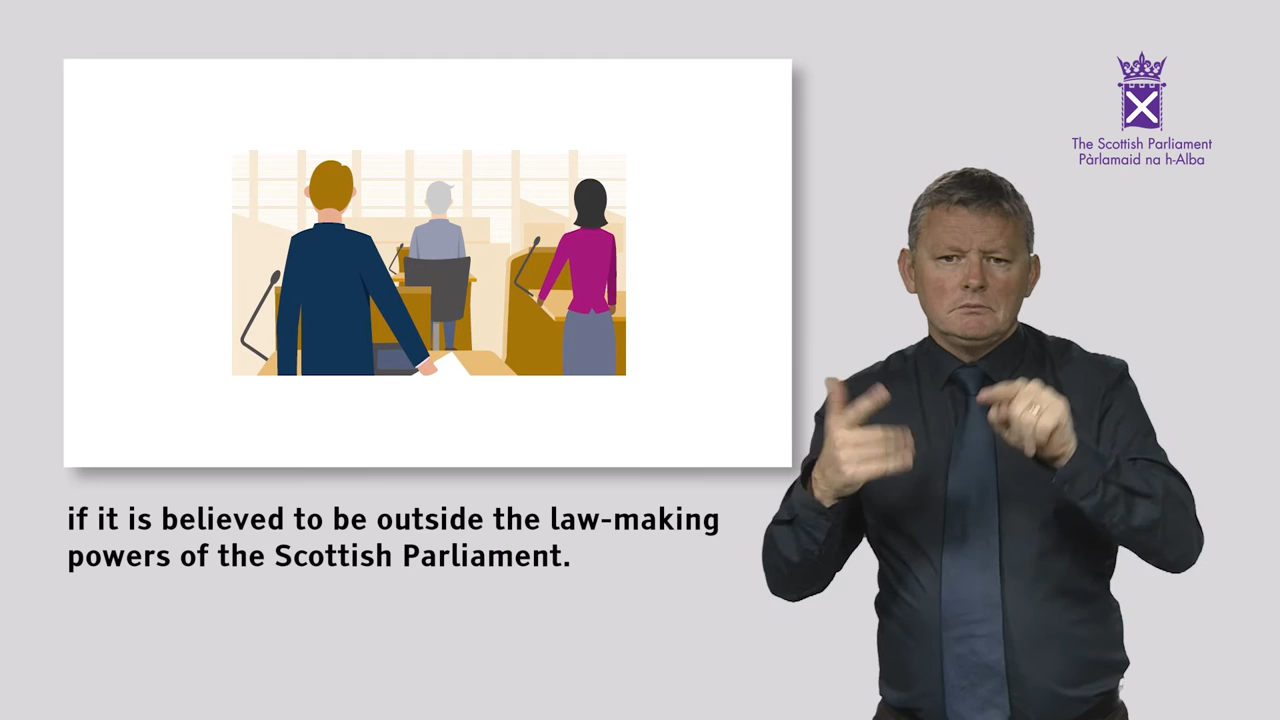 The Scottish Parliament
Pàrlamaid na h-Alba
if it is believed to be outside the law-making
powers of the Scottish Parliament.